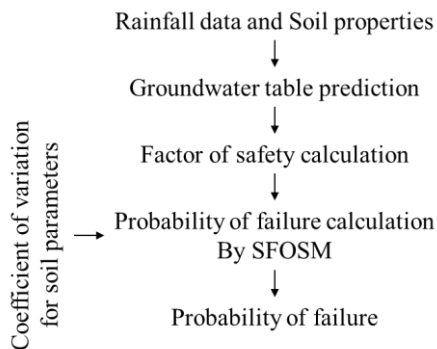 Rainfall data and Soil properties
Groundwater table prediction
Factor of safety calculation
Coefficient of variation
for soil parameters
Probability of failure calculation
By SFOSM
Probability of failure